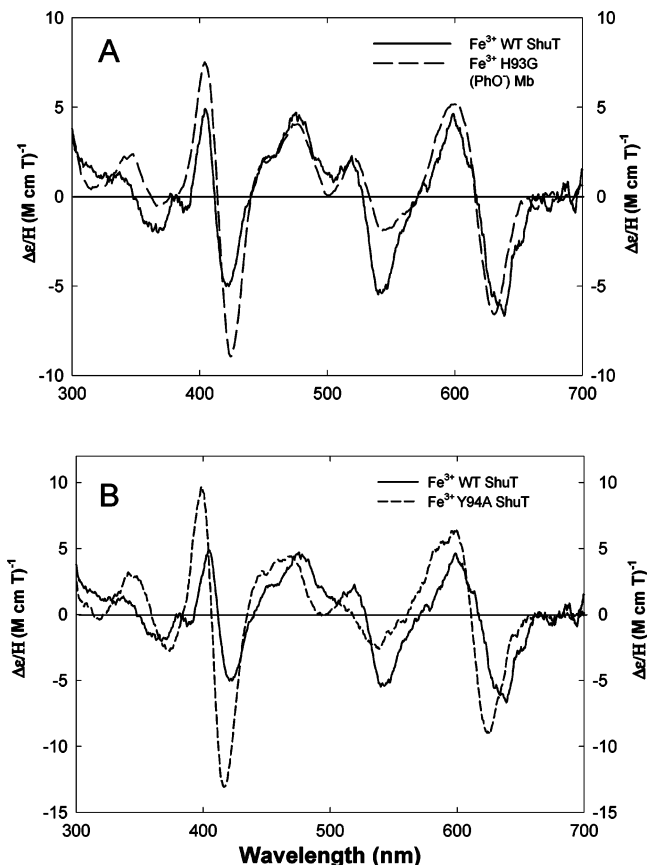 A
Fe³⁺ WT ShuT
Fe³⁺ H93G
(PhO⁻) Mb
10
5
0
-5
-10
Δε/H (M cm T)⁻¹
10
5
0
-5
-10
Δε/H (M cm T)⁻¹
300 400 500 600 700
B
Fe³⁺ WT ShuT
Fe³⁺ Y94A ShuT
10
5
0
-5
-10
-15
Δε/H (M cm T)⁻¹
10
5
0
-5
-10
-15
Δε/H (M cm T)⁻¹
300 400 500 600 700
Wavelength (nm)